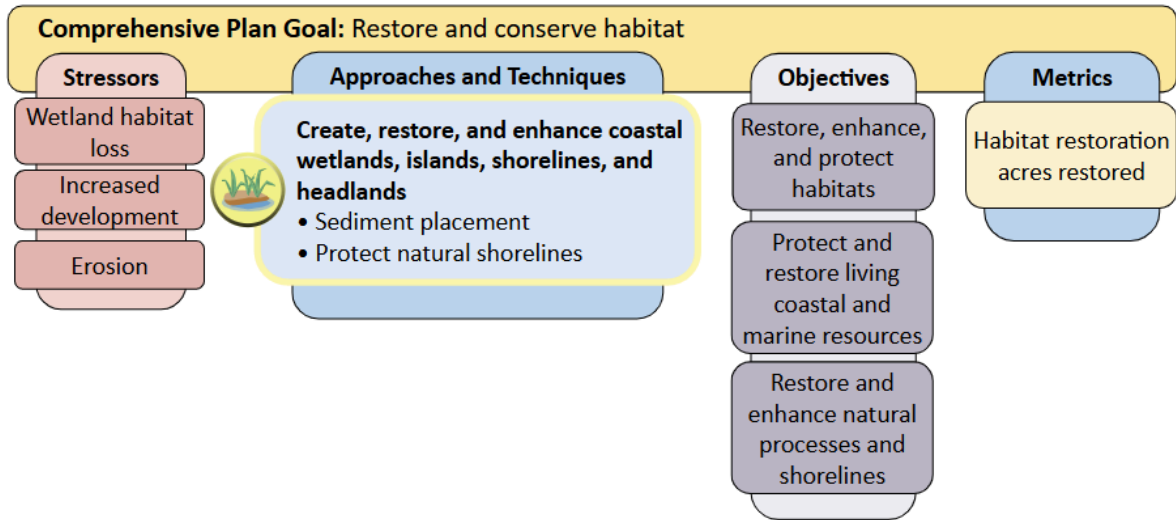 Comprehensive Plan Goal: Restore and conserve habitat
Stressors
Wetland habitat
loss
Increased
development
Erosion
Approaches and Techniques
Create, restore, and enhance coastal
wetlands, islands, shorelines, and
headlands
• Sediment placement
• Protect natural shorelines
Objectives
Restore, enhance,
and protect
habitats
Protect and
restore living
coastal and
marine resources
Restore and
enhance natural
processes and
shorelines
Metrics
Habitat restoration
acres restored